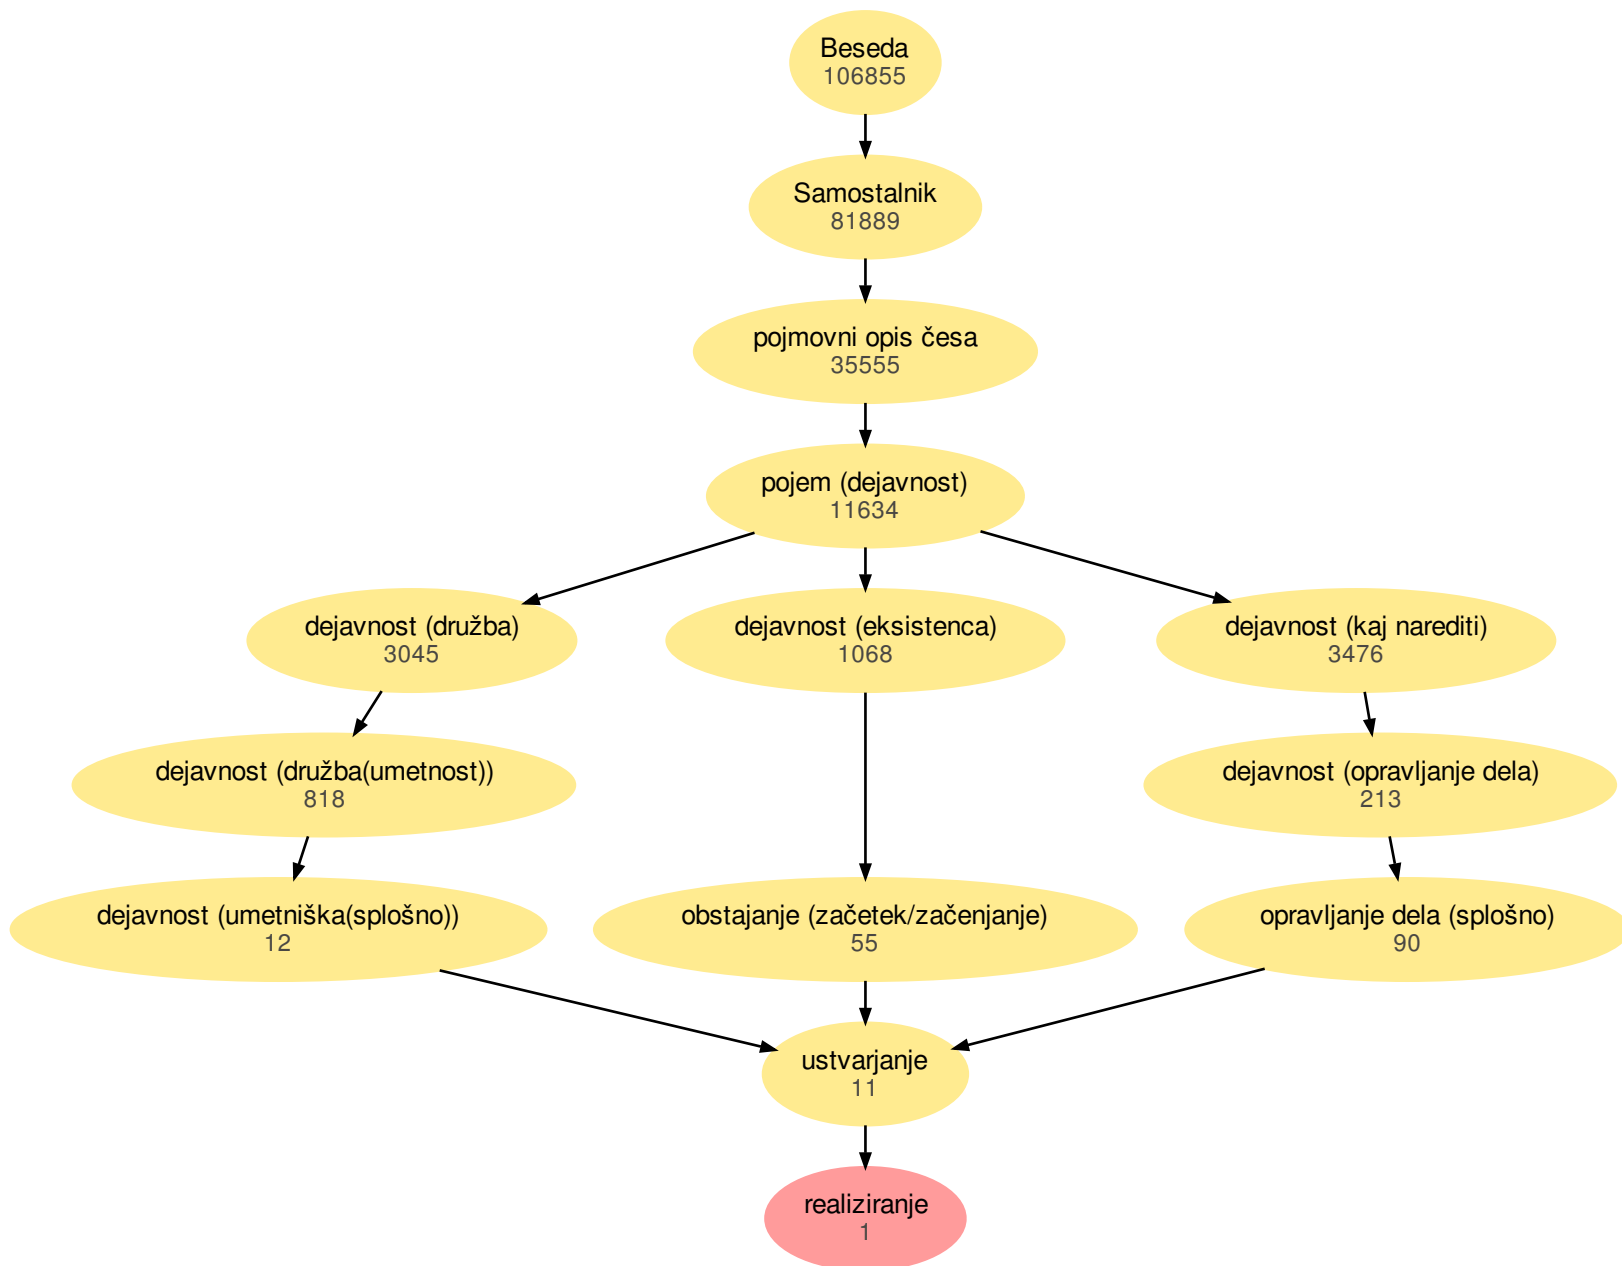 Beseda
106855
Samostalnik
81889
pojmovni opis česa
35555
pojem (dejavnost)
11634
dejavnost (družba)
3045
dejavnost (eksistenca)
1068
dejavnost (kaj narediti)
3476
dejavnost (družba(umetnost))
818
dejavnost (opravljanje dela)
213
dejavnost (umetniška(splošno))
12
obstajanje (začetek/začenjanje)
55
opravljanje dela (splošno)
90
ustvarjanje
11
realiziranje
1